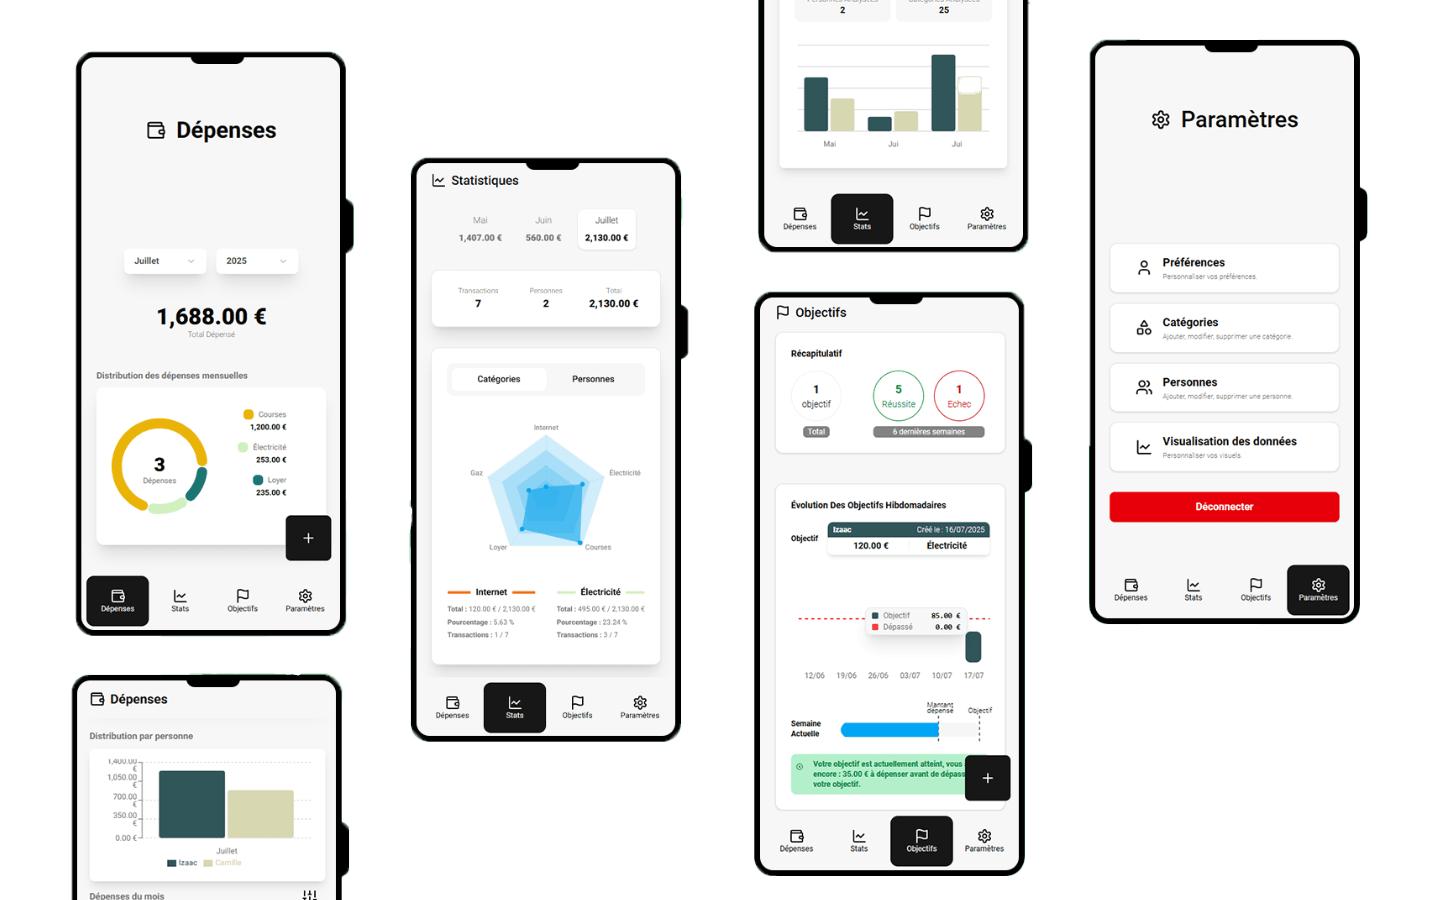 Dépenses
Juillet
2025
1,688.00 €
Total Dépensé
Distribution des dépenses mensuelles
3
Dépenses
Courses
1,200.00 €
Électricité
253.00 €
Loyer
235.00 €
+
Dépenses
Stats
Objectifs
Paramètres
Dépenses
Distribution par personne
1,400.00
€
1,050.00
€
700.00
€
350.00
€
0.00 €
Juillet
Izaac
Camille
Dépenses du mois
Statistiques
Mai
Juin
Juillet
1,407.00 €
560.00 €
2,130.00 €
Transactions
Personnes
Total
7
2
2,130.00 €
Catégories
Personnes
Internet
Électricité
Courses
Loyer
Gaz
Internet
Total : 120.00 € / 2,130.00 €
Pourcentage : 5.63 %
Transactions : 1 / 7
Électricité
Total : 495.00 € / 2,130.00 €
Pourcentage : 23.24 %
Transactions : 3 / 7
Dépenses
Stats
Objectifs
Paramètres
Personnes Analysées
2
Catégories Analysées
25
Mai
Jui
Jui
Dépenses
Stats
Objectifs
Paramètres
Objectifs
Récapitulatif
1
objectif
Total
5
Réussite
1
Echec
6 dernières semaines
Évolution Des Objectifs Hibdomadaires
Objectif
Izaac
Créé le : 16/07/2025
120.00 €
Électricité
Objectif 85.00 €
Dépassé 0.00 €
12/06
19/06
26/06
03/07
10/07
17/07
Semaine
Actuelle
Mantant
dépensé
Objectif
Votre objectif est actuellement atteint, vous
encore : 35.00 € à dépenser avant de dépass
votre objectif.
+
Dépenses
Stats
Objectifs
Paramètres
Paramètres
Préférences
Personnaliser vos préférences.
Catégories
Ajouter, modifier, supprimer une catégorie.
Personnes
Ajouter, modifier, supprimer une personne.
Visualisation des données
Personnaliser vos visuels.
Déconnecter
Dépenses
Stats
Objectifs
Paramètres